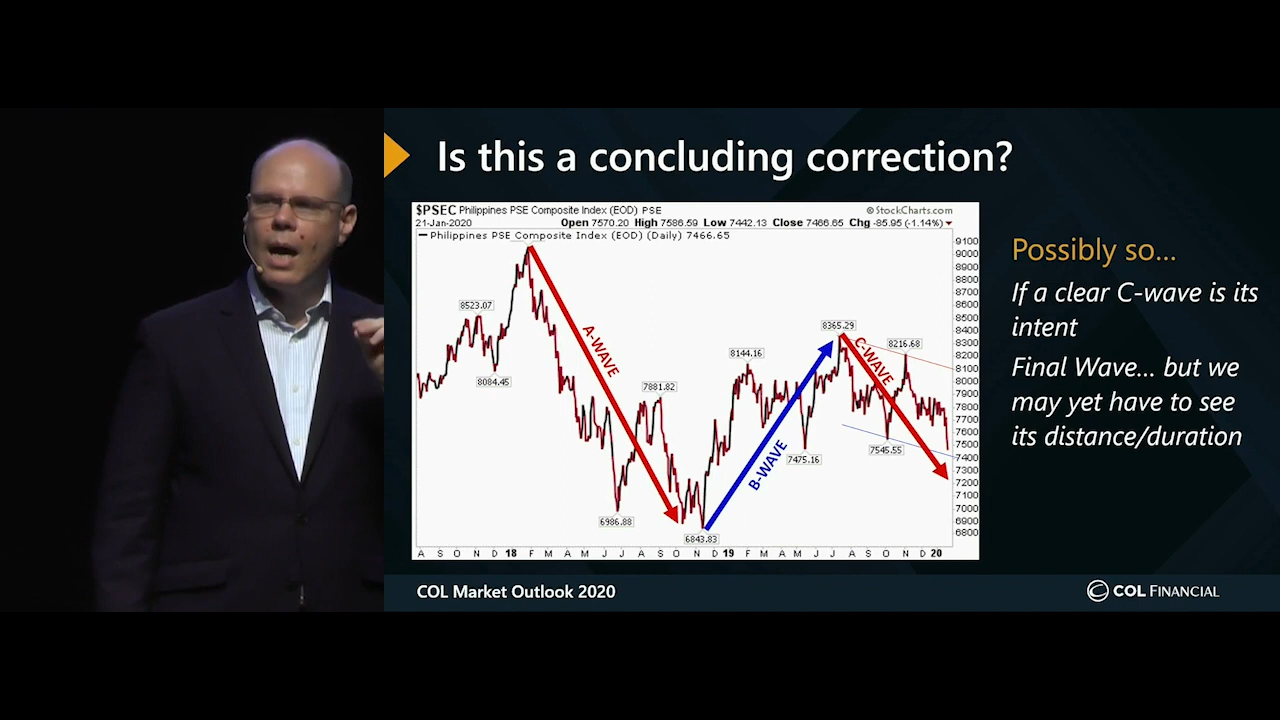 Is this a concluding correction?
$PSEC Philippines PSE Composite Index (EOD) PSE
© StockCharts.com
21-Jan-2020
Open 7570.20 High 7586.59 Low 7442.13 Close 7466.65 Chg -85.95 (-1.14%)
Philippines PSE Composite Index (EOD) (Daily) 7466.65
9100
9000
8900
8800
8700
8600
8500
8400
8300
8200
8100
8000
7900
7800
7700
7600
7500
7400
7300
7200
7100
7000
6900
6800
8523.07
8084.45
A-WAVE
7881.82
6986.88
6843.83
B-WAVE
8144.16
7475.16
8365.29
C-WAVE
8216.68
7545.55
A S O N D 18 F M A M J J A S O N D 19 F M A M J J A S O N D 20
Possibly so...
If a clear C-wave is its
intent
Final Wave... but we
may yet have to see
its distance/duration
COL Market Outlook 2020
COL FINANCIAL